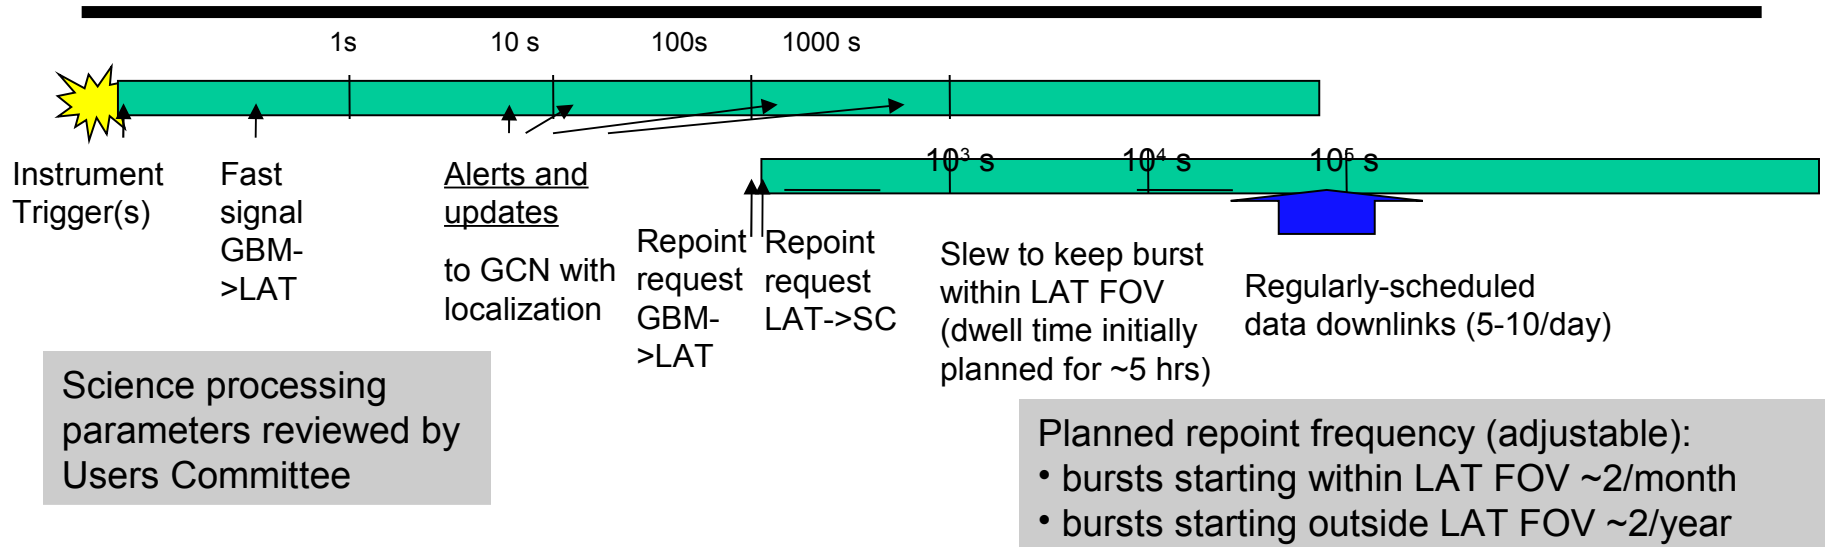 1s 10 s 100s 1000 s
10³ s 10⁴ s 10⁵ s
Instrument
Trigger(s)
Fast
signal
GBM-
>LAT
Alerts and
updates
to GCN with
localization
Repoint
request
GBM-
>LAT
Repoint
request
LAT->SC
Slew to keep burst
within LAT FOV
(dwell time initially
planned for ~5 hrs)
Regularly-scheduled
data downlinks (5-10/day)
Science processing
parameters reviewed by
Users Committee
Planned repoint frequency (adjustable):
• bursts starting within LAT FOV ~2/month
• bursts starting outside LAT FOV ~2/year